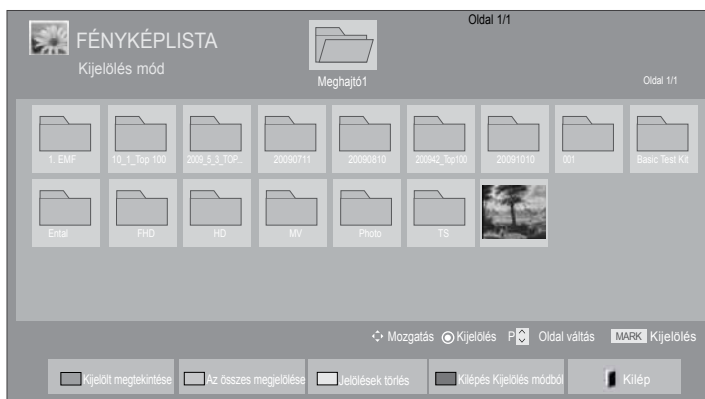 Oldal 1/1
FÉNYKÉPLISTA
Kijelölés mód
Meghajtó1
Oldal 1/1
1. EMF
10_1_Top 100
2009_5_3_TOP...
20090711
20090810
200942_Top100
20091010
001
Basic Test Kit
Ental
FHD
HD
MV
Photo
TS
Mozgatás Kijelölés P Oldal váltás MARK Kijelölés
Kijelölt megtekintése Az összes megjelölése Jelölések törlés Kilépés Kijelölés módból Kilép